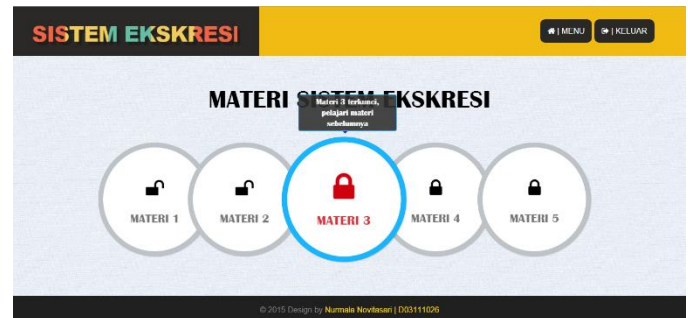 SISTEM EKSKRESI
| MENU
| KELUAR
MATERI SISTEM EKSKRESI
Materi 3 terkunci,
pelajari materi
sebelumnya
MATERI 1
MATERI 2
MATERI 3
MATERI 4
MATERI 5
© 2015 Design by Nurmala Novitasari | D03111026